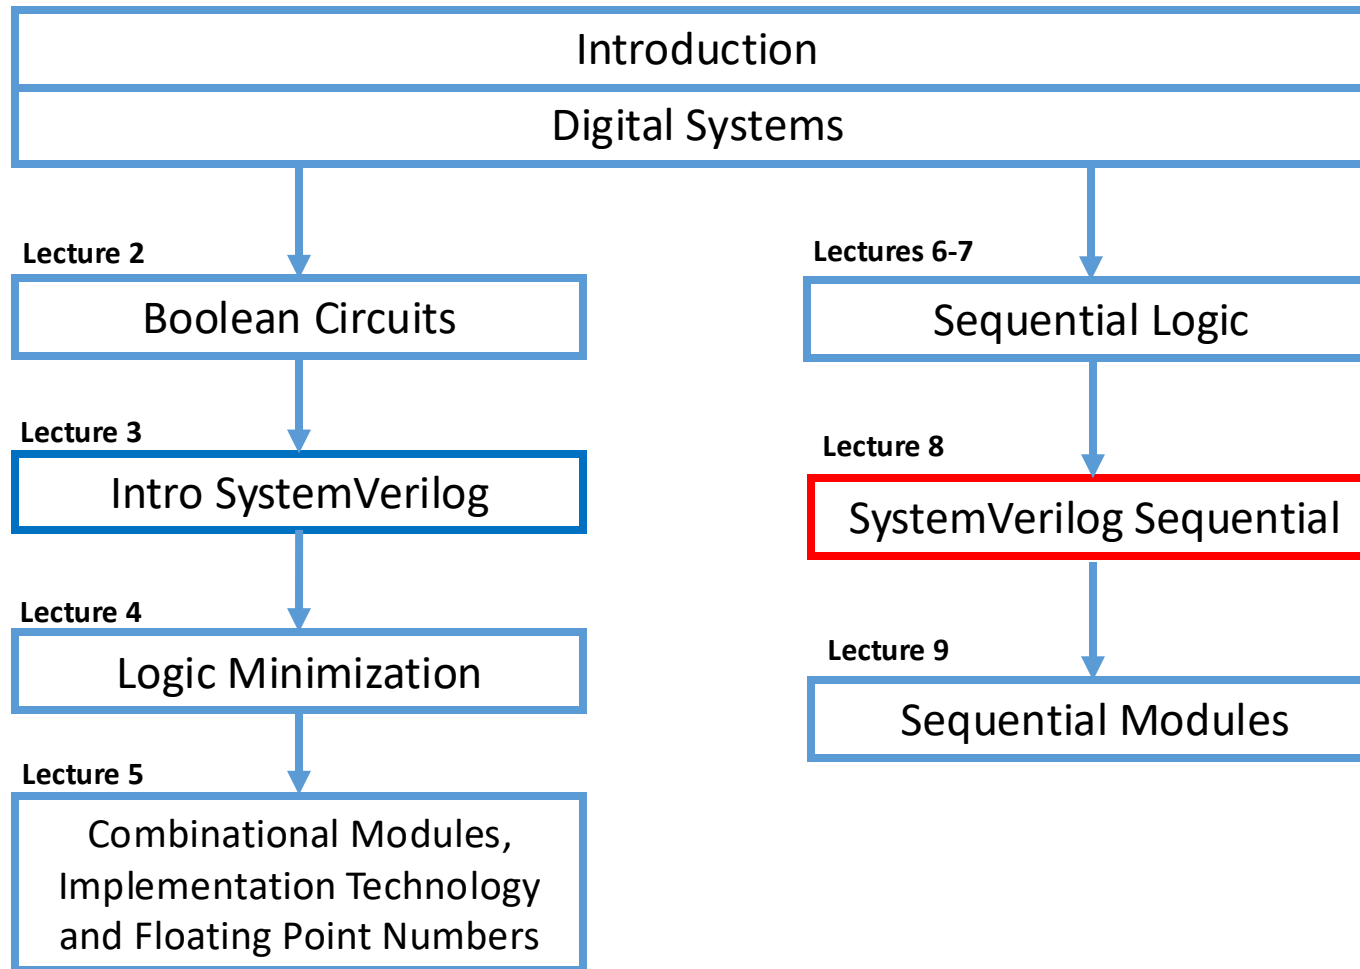 Introduction
Digital Systems
Lecture 2
Boolean Circuits
Lecture 3
Intro SystemVerilog
Lecture 4
Logic Minimization
Lecture 5
Combinational Modules,
Implementation Technology
and Floating Point Numbers
Lectures 6-7
Sequential Logic
Lecture 8
SystemVerilog Sequential
Lecture 9
Sequential Modules